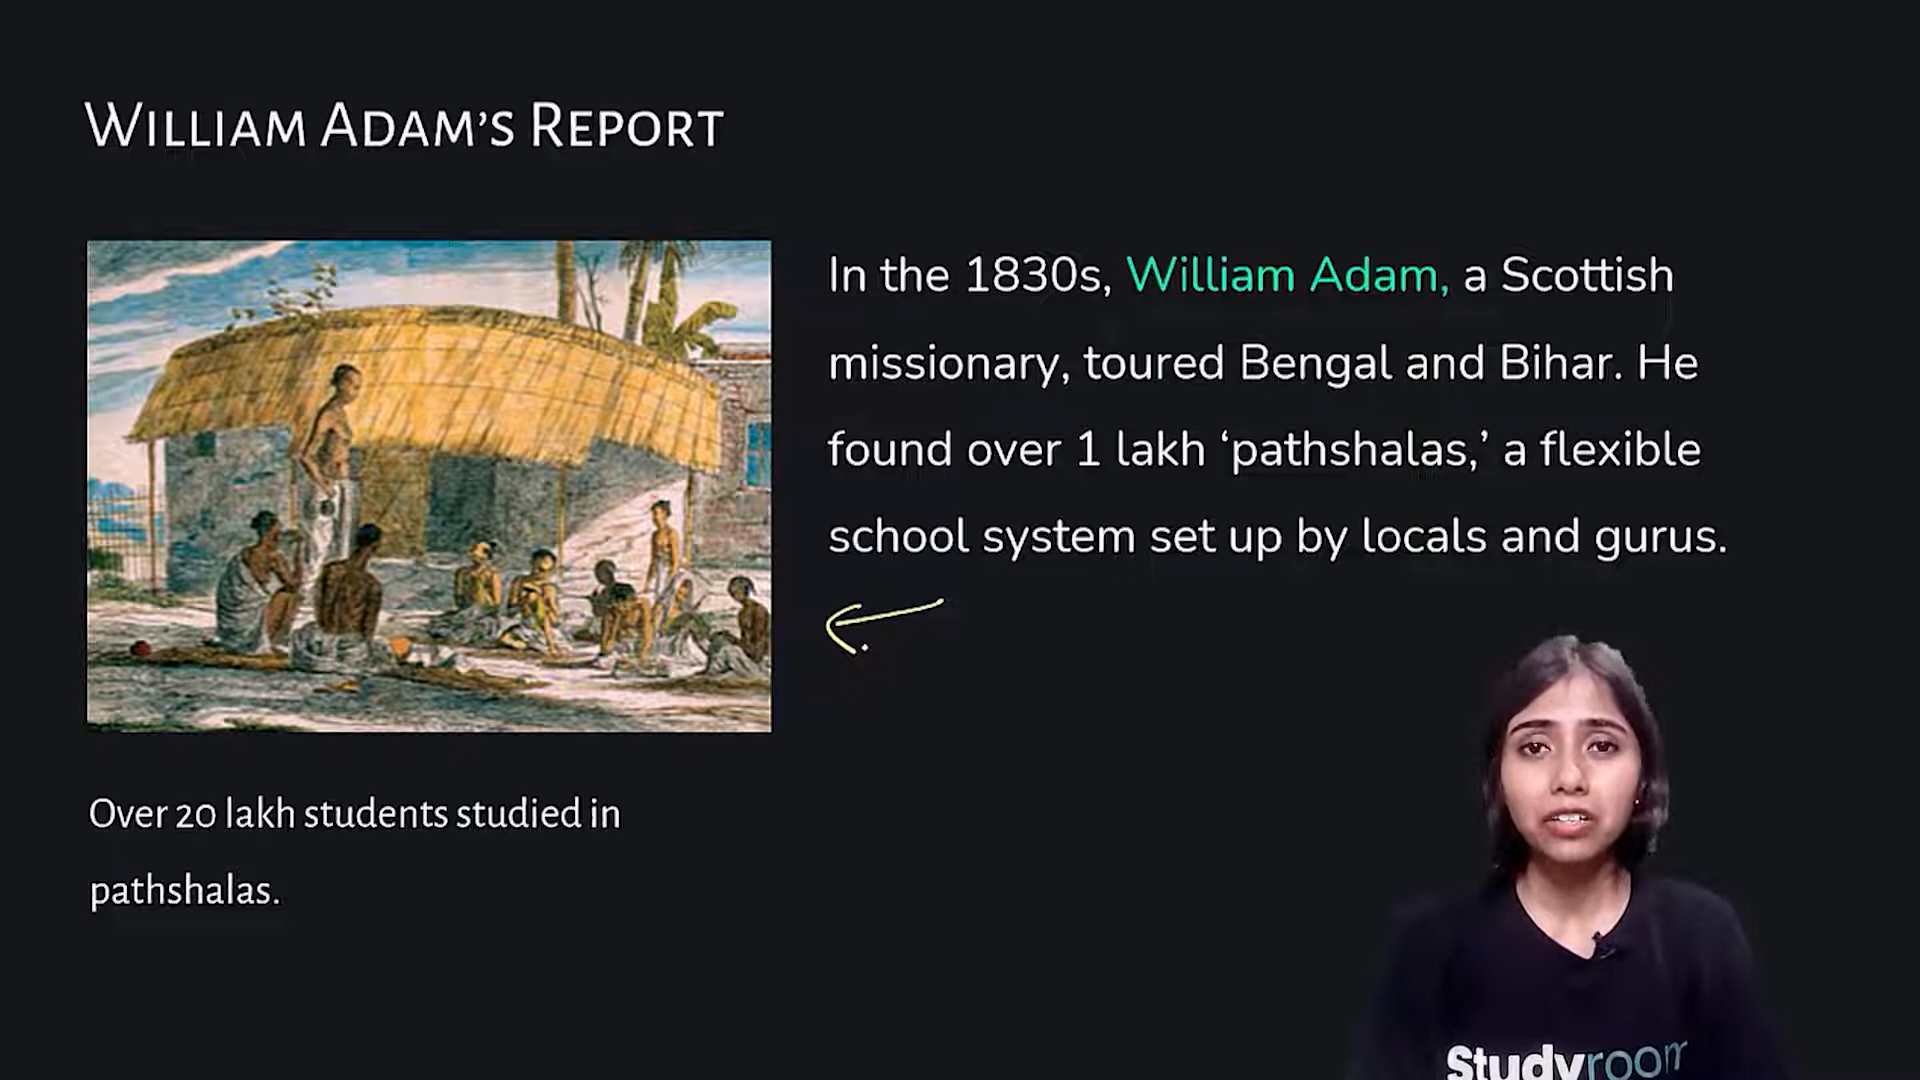 WILLIAM ADAM’S REPORT
In the 1830s, William Adam, a Scottish
missionary, toured Bengal and Bihar. He
found over 1 lakh ‘pathshalas,’ a flexible
school system set up by locals and gurus.
Over 20 lakh students studied in
pathshalas.
Studyroom